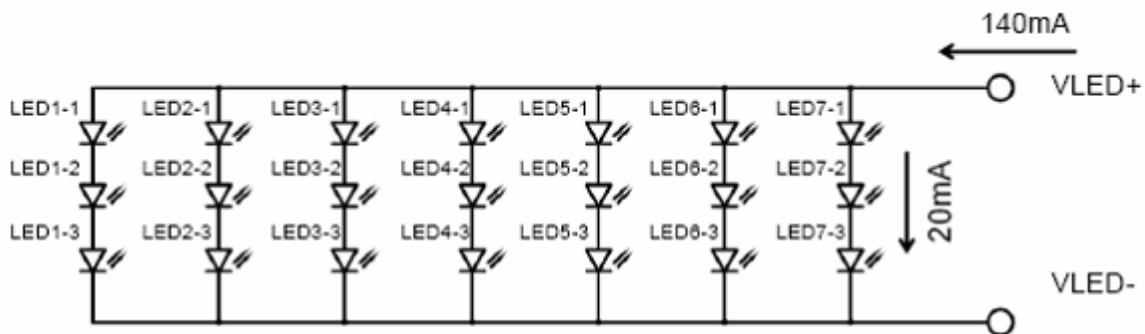 140mA
VLED+
LED1-1 LED2-1 LED3-1 LED4-1 LED5-1 LED6-1 LED7-1
LED1-2 LED2-2 LED3-2 LED4-2 LED5-2 LED6-2 LED7-2
20mA
LED1-3 LED2-3 LED3-3 LED4-3 LED5-3 LED6-3 LED7-3
VLED-